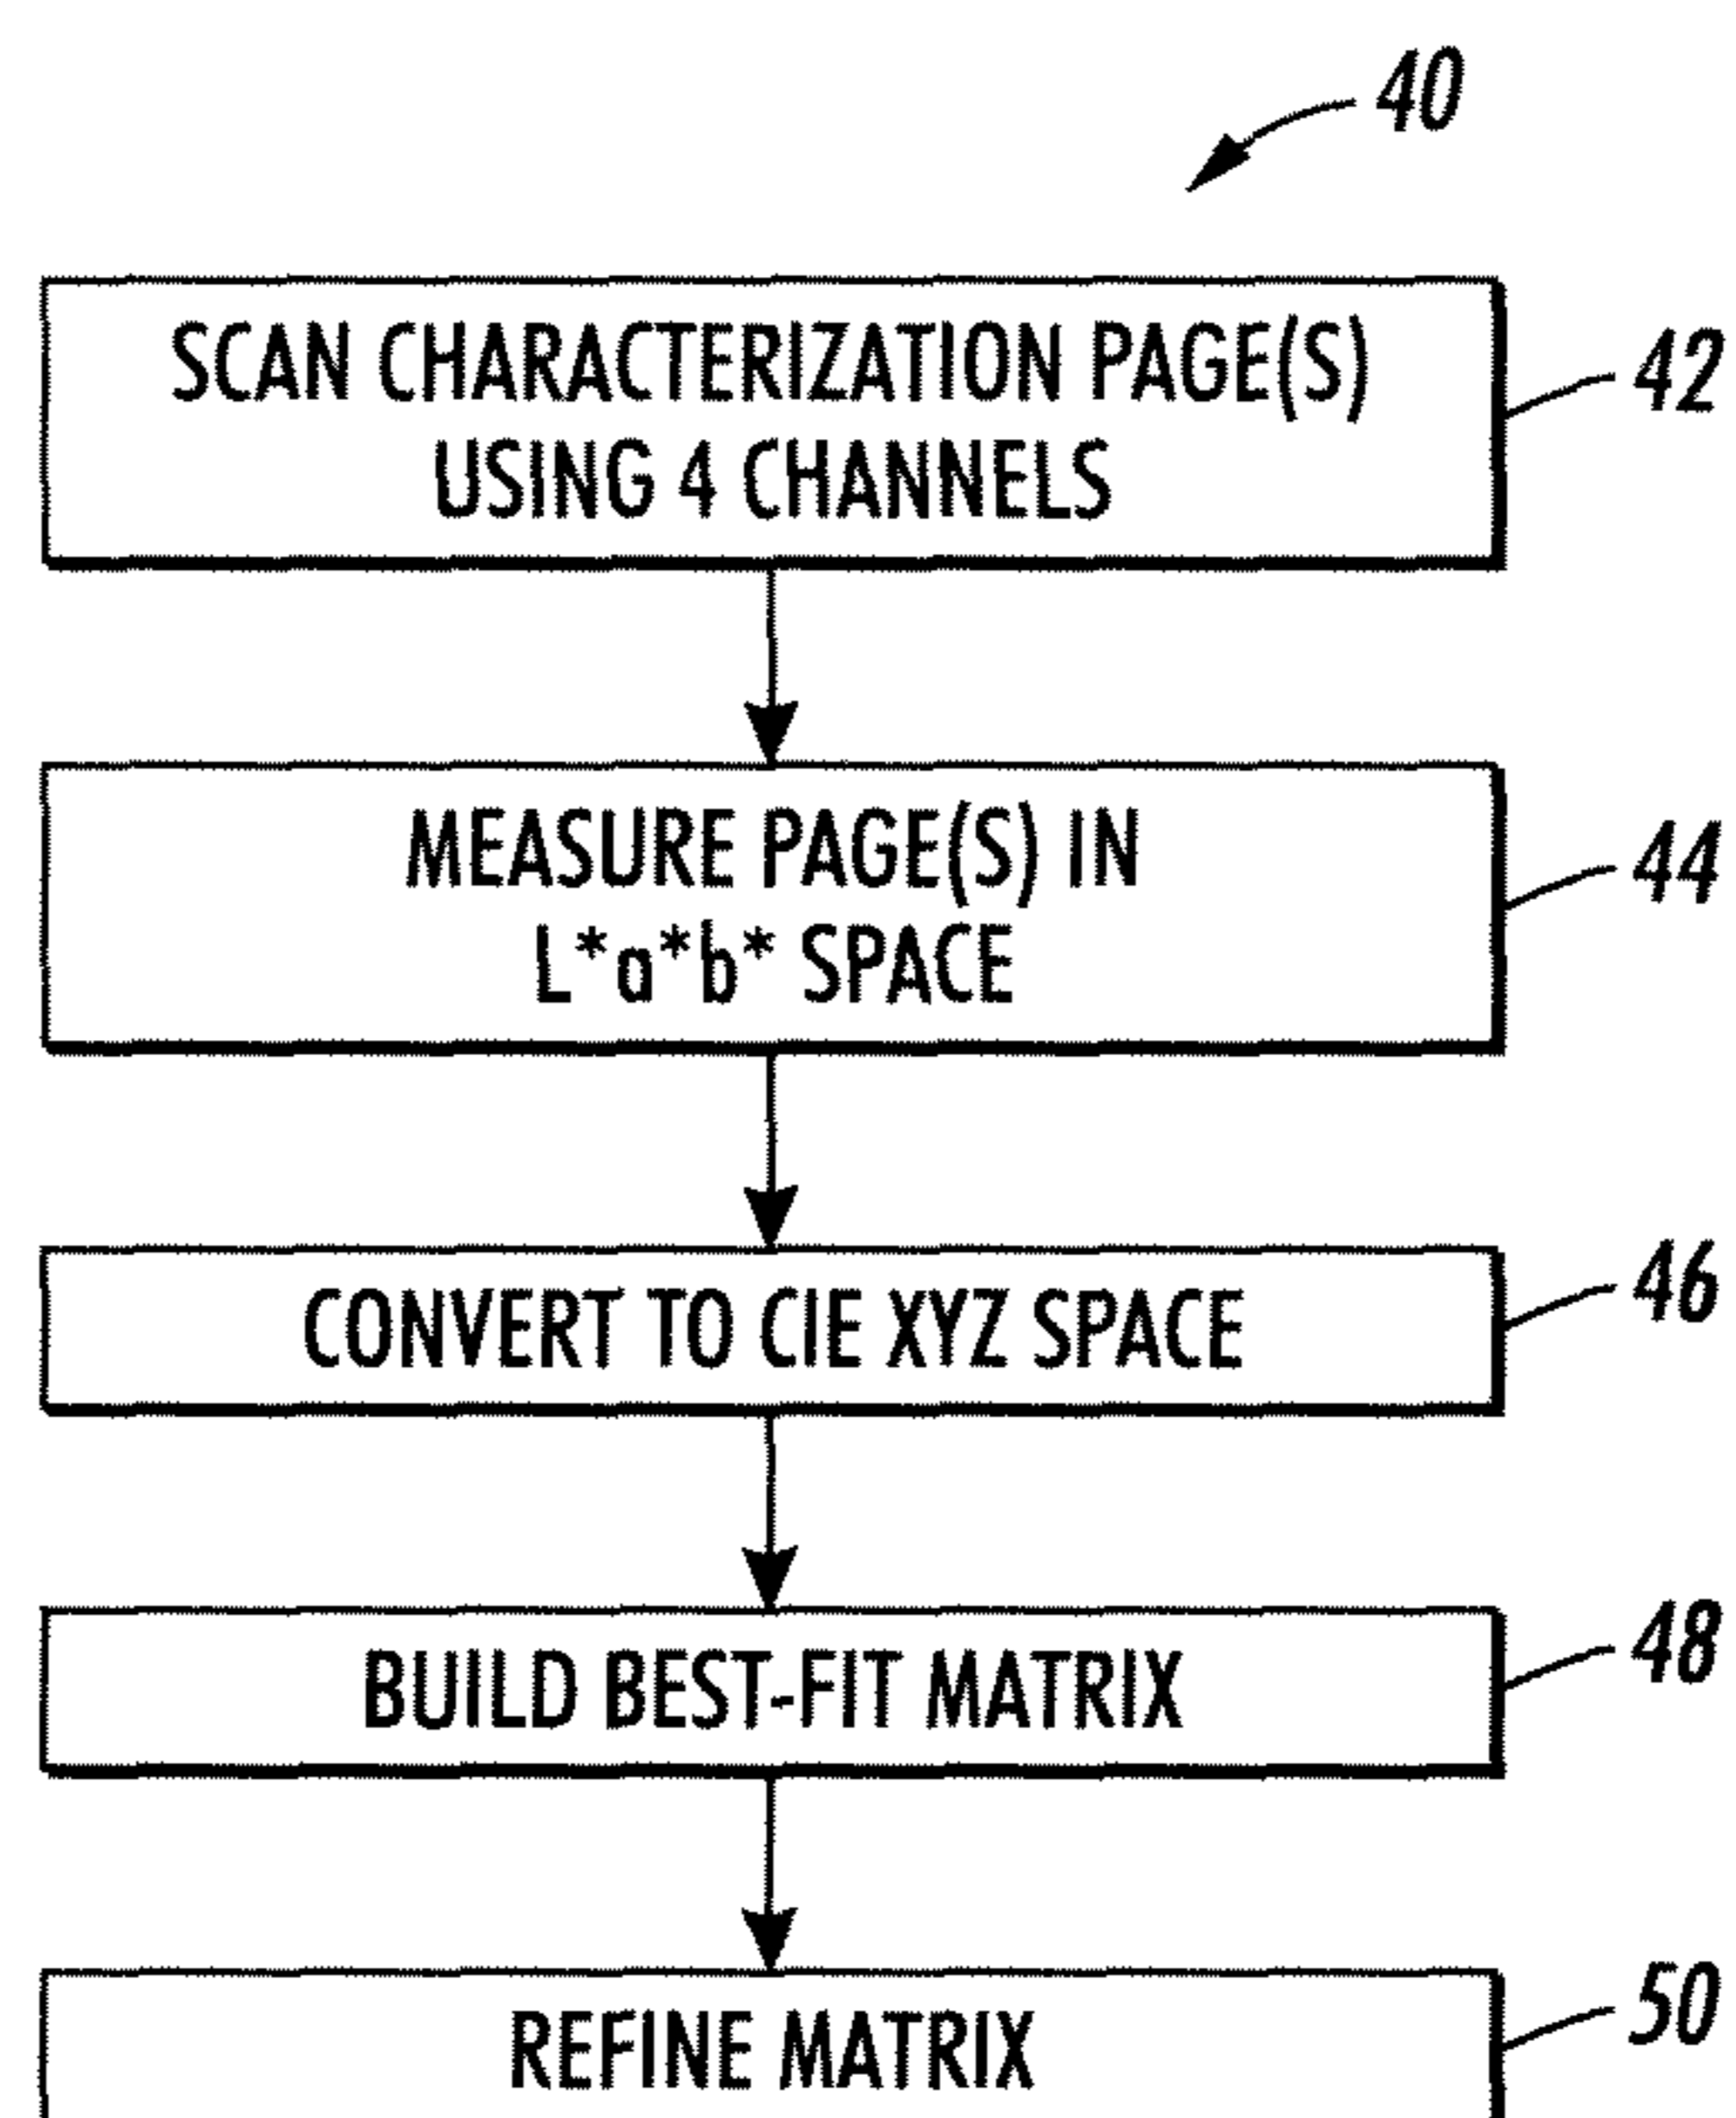 40
SCAN CHARACTERIZATION PAGE(S)
USING 4 CHANNELS
42
MEASURE PAGE(S) IN
L*a*b* SPACE
44
CONVERT TO CIE XYZ SPACE
46
BUILD BEST-FIT MATRIX
48
REFINE MATRIX
50